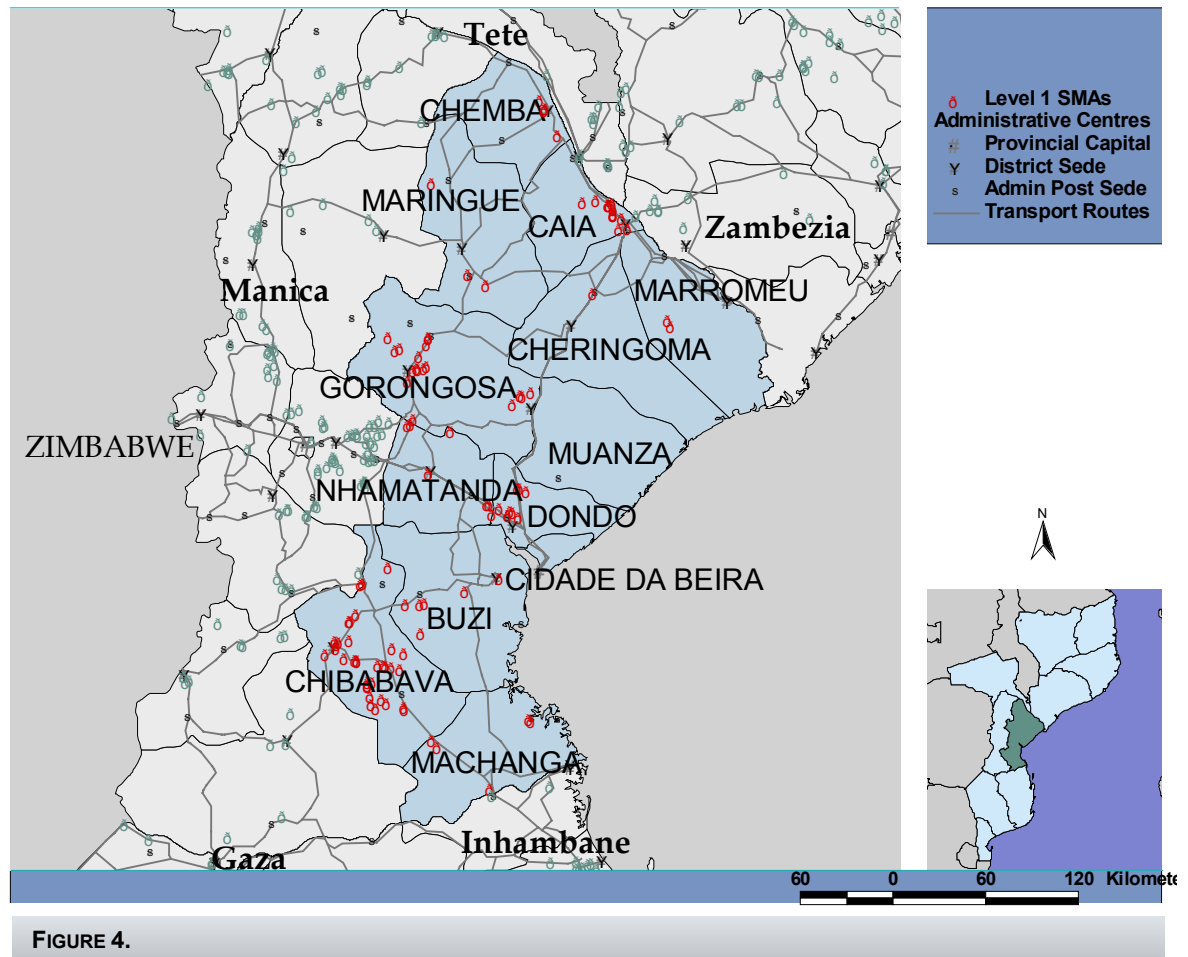 Tete
CHEMBA
MARINGUE
CAIA
Zambezia
Manica
MARROMEU
CHERINGOMA
GORONGOSA
ZIMBABWE
MUANZA
NHAMATANDA
DONDO
CIDADE DA BEIRA
BUZI
CHIBABAVA
MACHANGA
Inhambane
Gaza
Level 1 SMAs
Administrative Centres
Provincial Capital
District Sede
Admin Post Sede
Transport Routes
N
60 0 60 120 Kilomete
FIGURE 4.